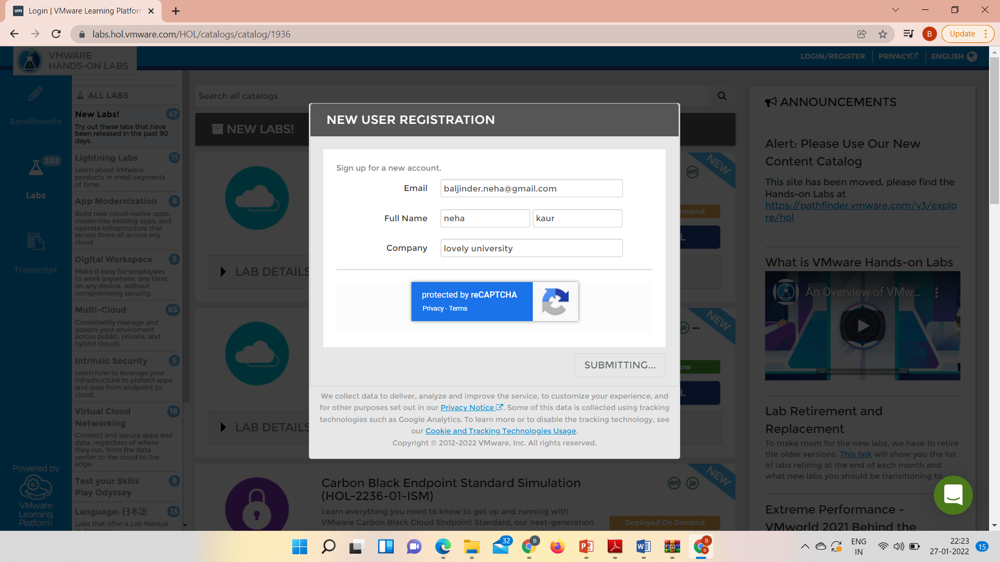 Login | VMware Learning Platform
labs.hol.vmware.com/HOL/catalogs/catalog/1936
B
Update
VMWARE
HANDS-ON LABS
LOGIN/REGISTER
PRIVACY
ENGLISH
Enrollments
202
Labs
Transcript
Powered by
VMware
Learning
Platform
ALL LABS
New Labs! 47
Try out these labs that have
been released in the past 90
days.
Lightning Labs 11
Learn about VMware
products in small segments
of time.
App Modernization 8
Build new cloud-native apps,
modernize existing apps, and
operate infrastructure that
serves them all across any
cloud
Digital Workspace 3
Make it easy for employees
to work anywhere, any time,
on any device, without
compromising security.
Multi-Cloud 65
Consistently manage and
govern your enviroment
across public, private, and
hybrid clouds
Intrinsic Security 5
Learn how to leverage your
infrastructure to protect apps
and data from endpoint to
cloud.
Virtual Cloud 18
Networking
Connect and secure apps and
data, regardless of where
they run, from the data
center to the cloud to the
edge.
Test your Skills 8
Play Odyssey
Language: 日本語 13
Labs that offer a Lab Manual
in Japanese
Search all catalogs
NEW LABS!
NEW
en
LAB DETAILS
NEW
ja
LAB DETAILS
NEW USER REGISTRATION
Sign up for a new account.
Email baljinder.neha@gmail.com
Full Name neha kaur
Company lovely university
protected by reCAPTCHA
Privacy - Terms
SUBMITTING...
We collect data to deliver, analyze and improve the service, to customize your experience, and
for other purposes set out in our Privacy Notice. Some of this data is collected using tracking
technologies such as Google Analytics. To learn more or to disable the tracking technology, see
our Cookie and Tracking Technologies Usage.
Copyright © 2012-2022 VMware, Inc. All rights reserved.
NEW
Carbon Black Endpoint Standard Simulation
(HOL-2236-01-ISM)
en ja
Learn everything you need to know to get up and running with
VMware Carbon Black Cloud Endpoint Standard, our next-generation
Deployed On Demand
ANNOUNCEMENTS
Alert: Please Use Our New
Content Catalog
This site has been moved, please find the
Hands-on Labs at
https://pathfinder.vmware.com/v3/explo
re/hol
What is VMware Hands-on Labs
An Overview of VMw...
Use VMware Hands-on Labs to prove concepts,
Lab Retirement and
Replacement
To make room for the new labs, we have to retire
the older versions. This link will show you the list
of labs retiring at the end of each month and
what new labs you should be transitioning to.
Extreme Performance -
VMworld 2021 Behind the
32
B
B
B
ENG
IN
22:23
27-01-2022
15